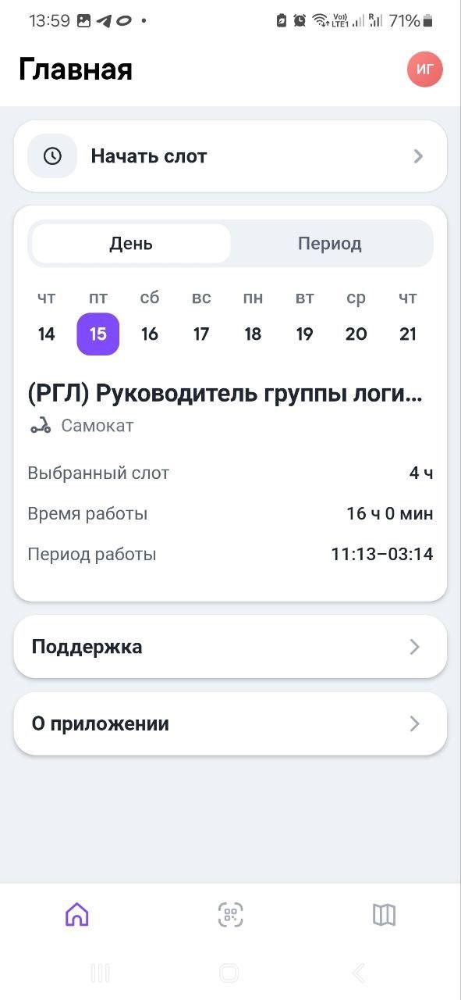 13:59 Vo) LTE1 R 71%
Главная
ИГ
Начать слот
День Период
чт пт сб вс пн вт ср чт
14 15 16 17 18 19 20 21
(РГЛ) Руководитель группы логи...
Самокат
Выбранный слот 4 ч
Время работы 16 ч 0 мин
Период работы 11:13–03:14
Поддержка
О приложении